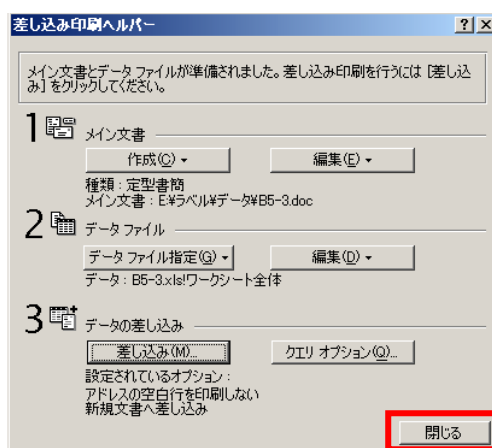 差し込み印刷ヘルパー
メイン文書とデータ ファイルが準備されました。差し込み印刷を行うには [差し込
み] をクリックしてください。
1 メイン文書
作成(C) 編集(E)
種類 : 定型書簡
メイン文書 : E:¥ラベル¥データ¥B5-3.doc
2 データ ファイル
データ ファイル指定(G) 編集(D)
データ : B5-3.xls!ワークシート全体
3 データの差し込み
差し込み(M)... クエリ オプション(Q)...
設定されているオプション :
アドレスの空白行を印刷しない
新規文書へ差し込み
閉じる